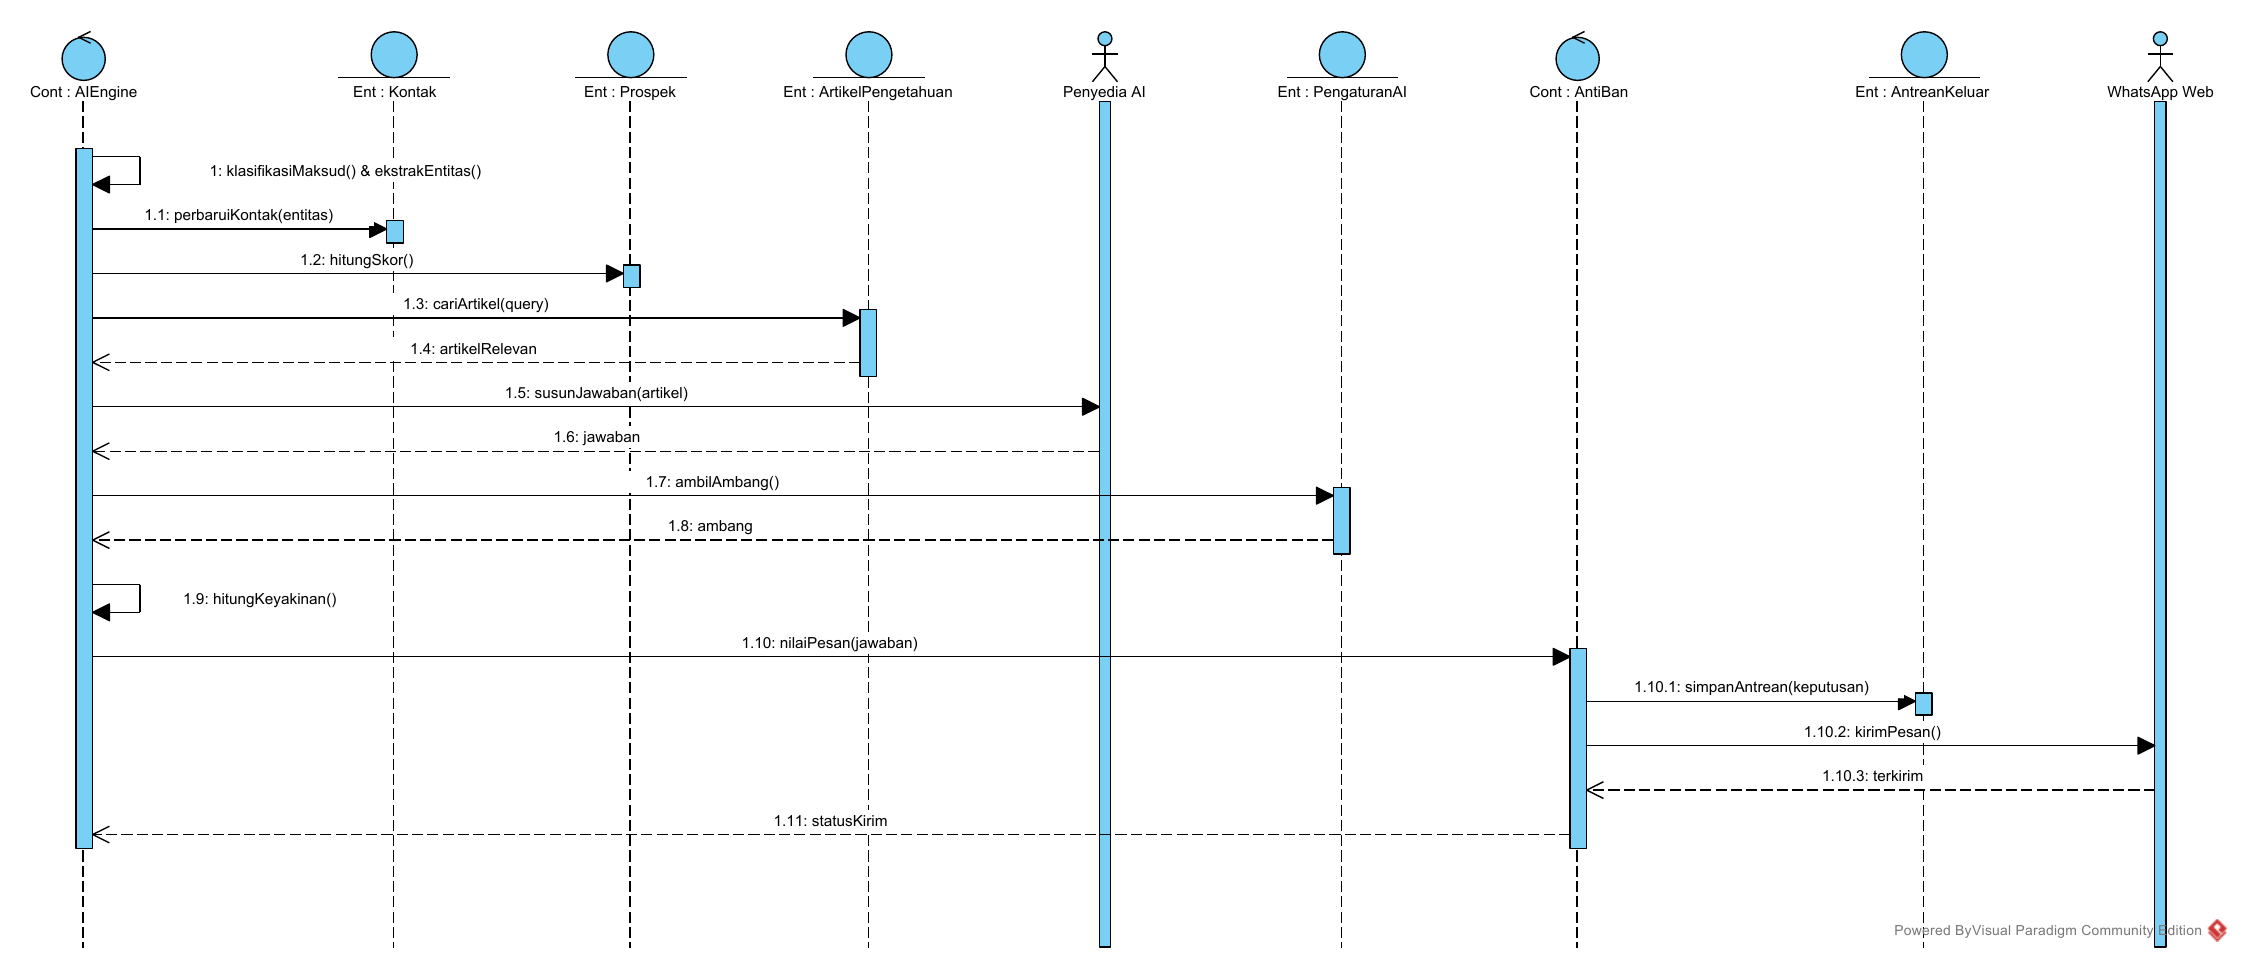 Cont : AIEngine
Ent : Kontak
Ent : Prospek
Ent : ArtikelPengetahuan
Penyedia AI
Ent : PengaturanAI
Cont : AntiBan
Ent : AntreanKeluar
WhatsApp Web
1: klasifikasiMaksud() & ekstrakEntitas()
1.1: perbaruiKontak(entitas)
1.2: hitungSkor()
1.3: cariArtikel(query)
1.4: artikelRelevan
1.5: susunJawaban(artikel)
1.6: jawaban
1.7: ambilAmbang()
1.8: ambang
1.9: hitungKeyakinan()
1.10: nilaiPesan(jawaban)
1.10.1: simpanAntrean(keputusan)
1.10.2: kirimPesan()
1.10.3: terkirim
1.11: statusKirim
Powered ByVisual Paradigm Community Edition